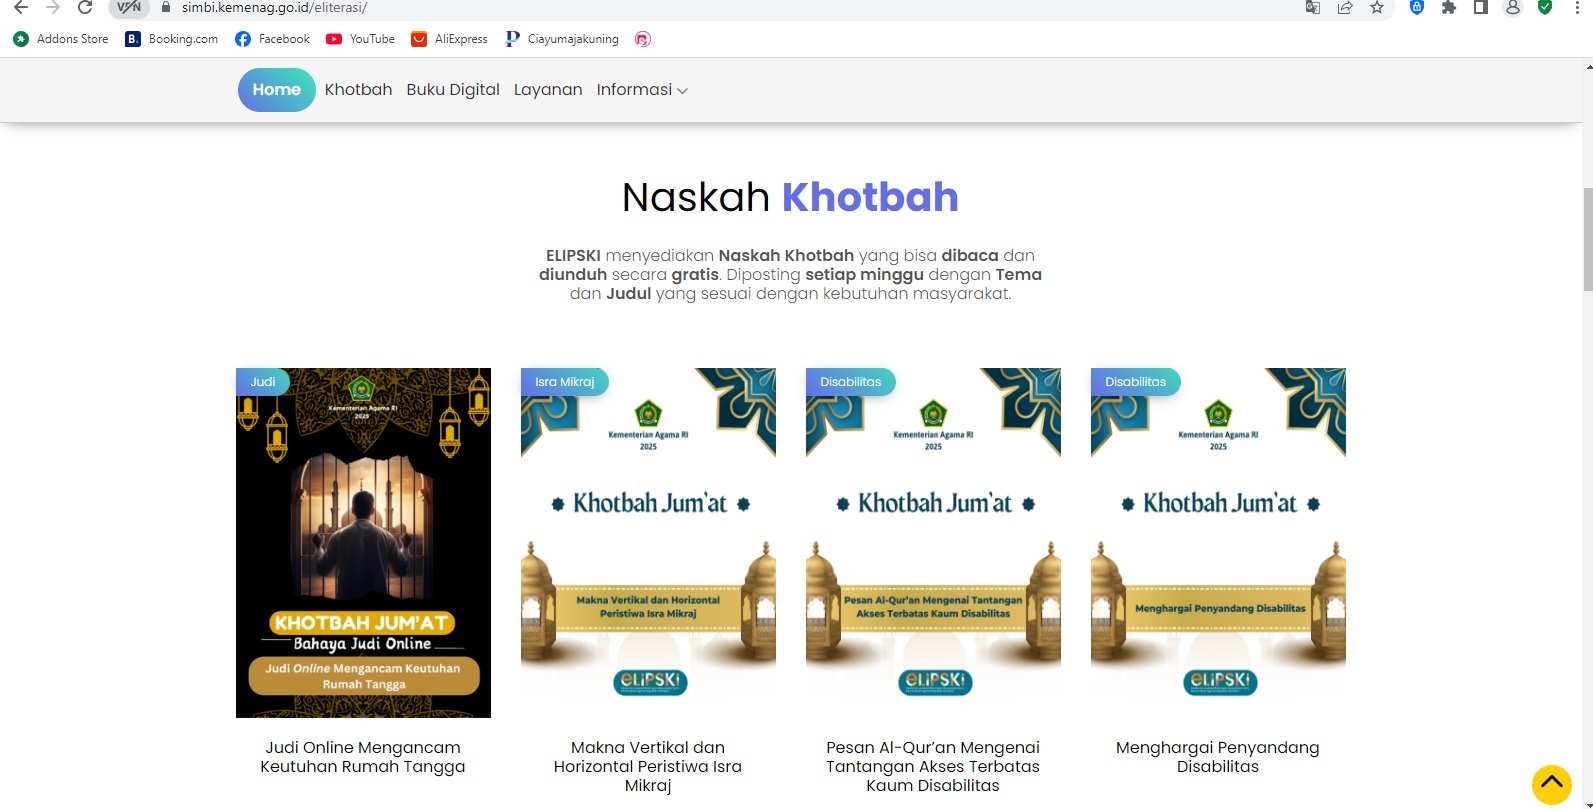 VPN simbi.kemenag.go.id/eliterasi/
Addons Store Booking.com Facebook YouTube AliExpress Ciayumajakuning
Home Khotbah Buku Digital Layanan Informasi
Naskah Khotbah
ELIPSKI menyediakan Naskah Khotbah yang bisa dibaca dan
diunduh secara gratis. Diposting setiap minggu dengan Tema
dan Judul yang sesuai dengan kebutuhan masyarakat.
Judi
Kementerian Agama RI
2025
KHOTBAH JUM'AT
Bahaya Judi Online
Judi Online Mengancam Keutuhan
Rumah Tangga
Judi Online Mengancam
Keutuhan Rumah Tangga
Isra Mikraj
Kementerian Agama RI
2025
Khotbah Jum'at
Makna Vertikal dan Horizontal
Peristiwa Isra Mikraj
eLIPSKI
Makna Vertikal dan
Horizontal Peristiwa Isra
Mikraj
Disabilitas
Kementerian Agama RI
2025
Khotbah Jum'at
Pesan Al-Qur'an Mengenai Tantangan
Akses Terbatas Kaum Disabilitas
eLIPSKI
Pesan Al-Qur’an Mengenai
Tantangan Akses Terbatas
Kaum Disabilitas
Disabilitas
Kementerian Agama RI
2025
Khotbah Jum'at
Menghargai Penyandang Disabilitas
eLIPSKI
Menghargai Penyandang
Disabilitas